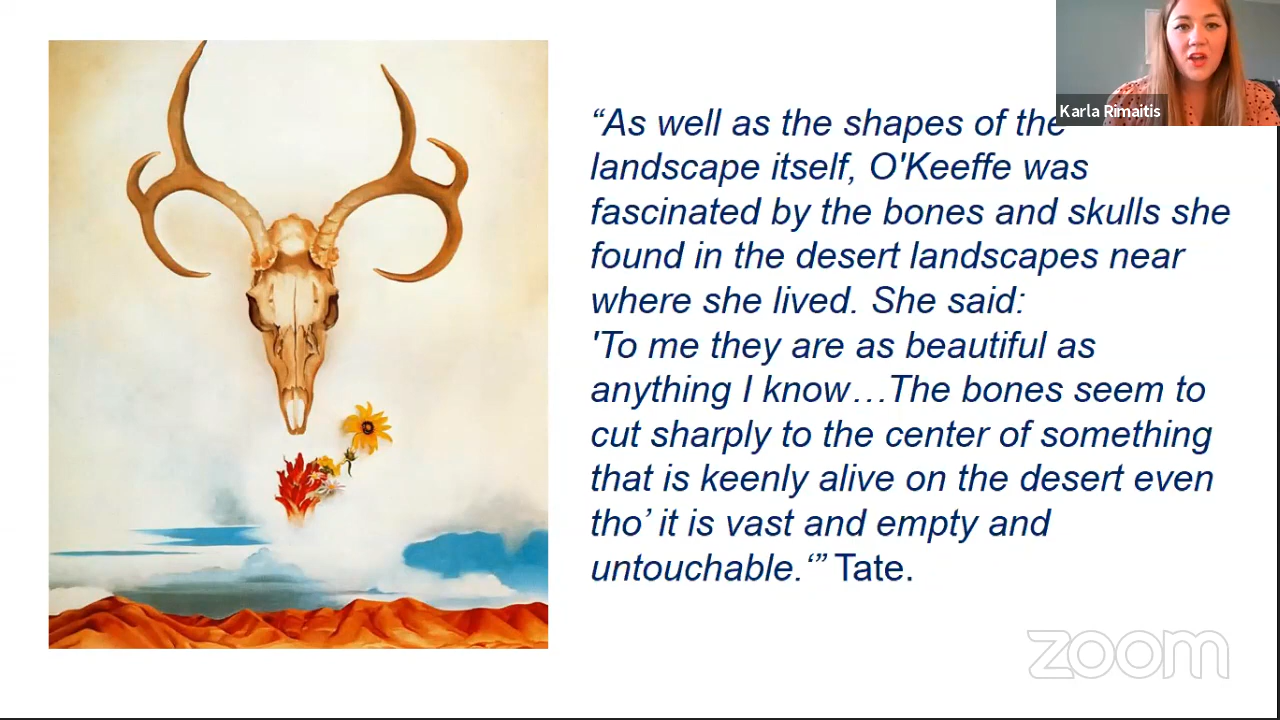 Karla Rimaitis
“As well as the shapes of the
landscape itself, O'Keeffe was
fascinated by the bones and skulls she
found in the desert landscapes near
where she lived. She said:
'To me they are as beautiful as
anything I know…The bones seem to
cut sharply to the center of something
that is keenly alive on the desert even
tho’ it is vast and empty and
untouchable.‘” Tate.
zoom